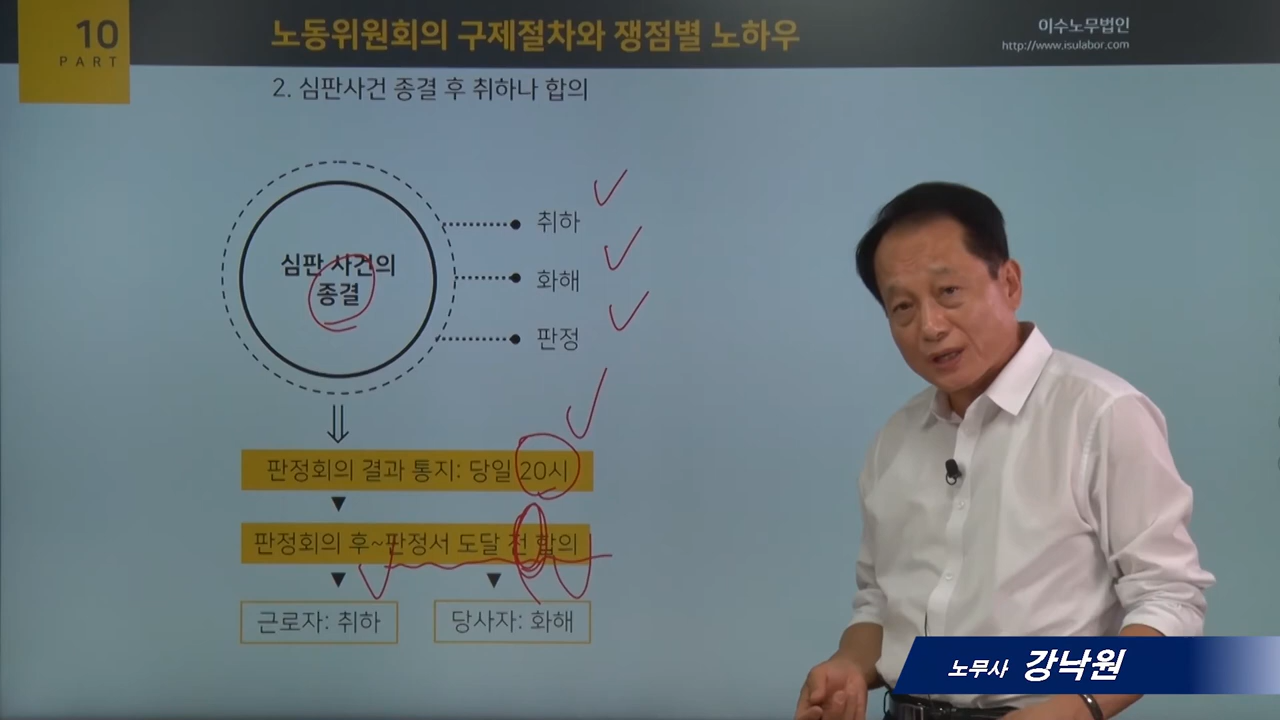 10
PART
노동위원회의 구제절차와 쟁점별 노하우
이수노무법인
http://www.isulabor.com
2. 심판사건 종결 후 취하나 합의
심판 사건의
종결
취하
화해
판정
판정회의 결과 통지: 당일 20시
판정회의 후~판정서 도달 전 합의
근로자: 취하
당사자: 화해
노무사 강낙원